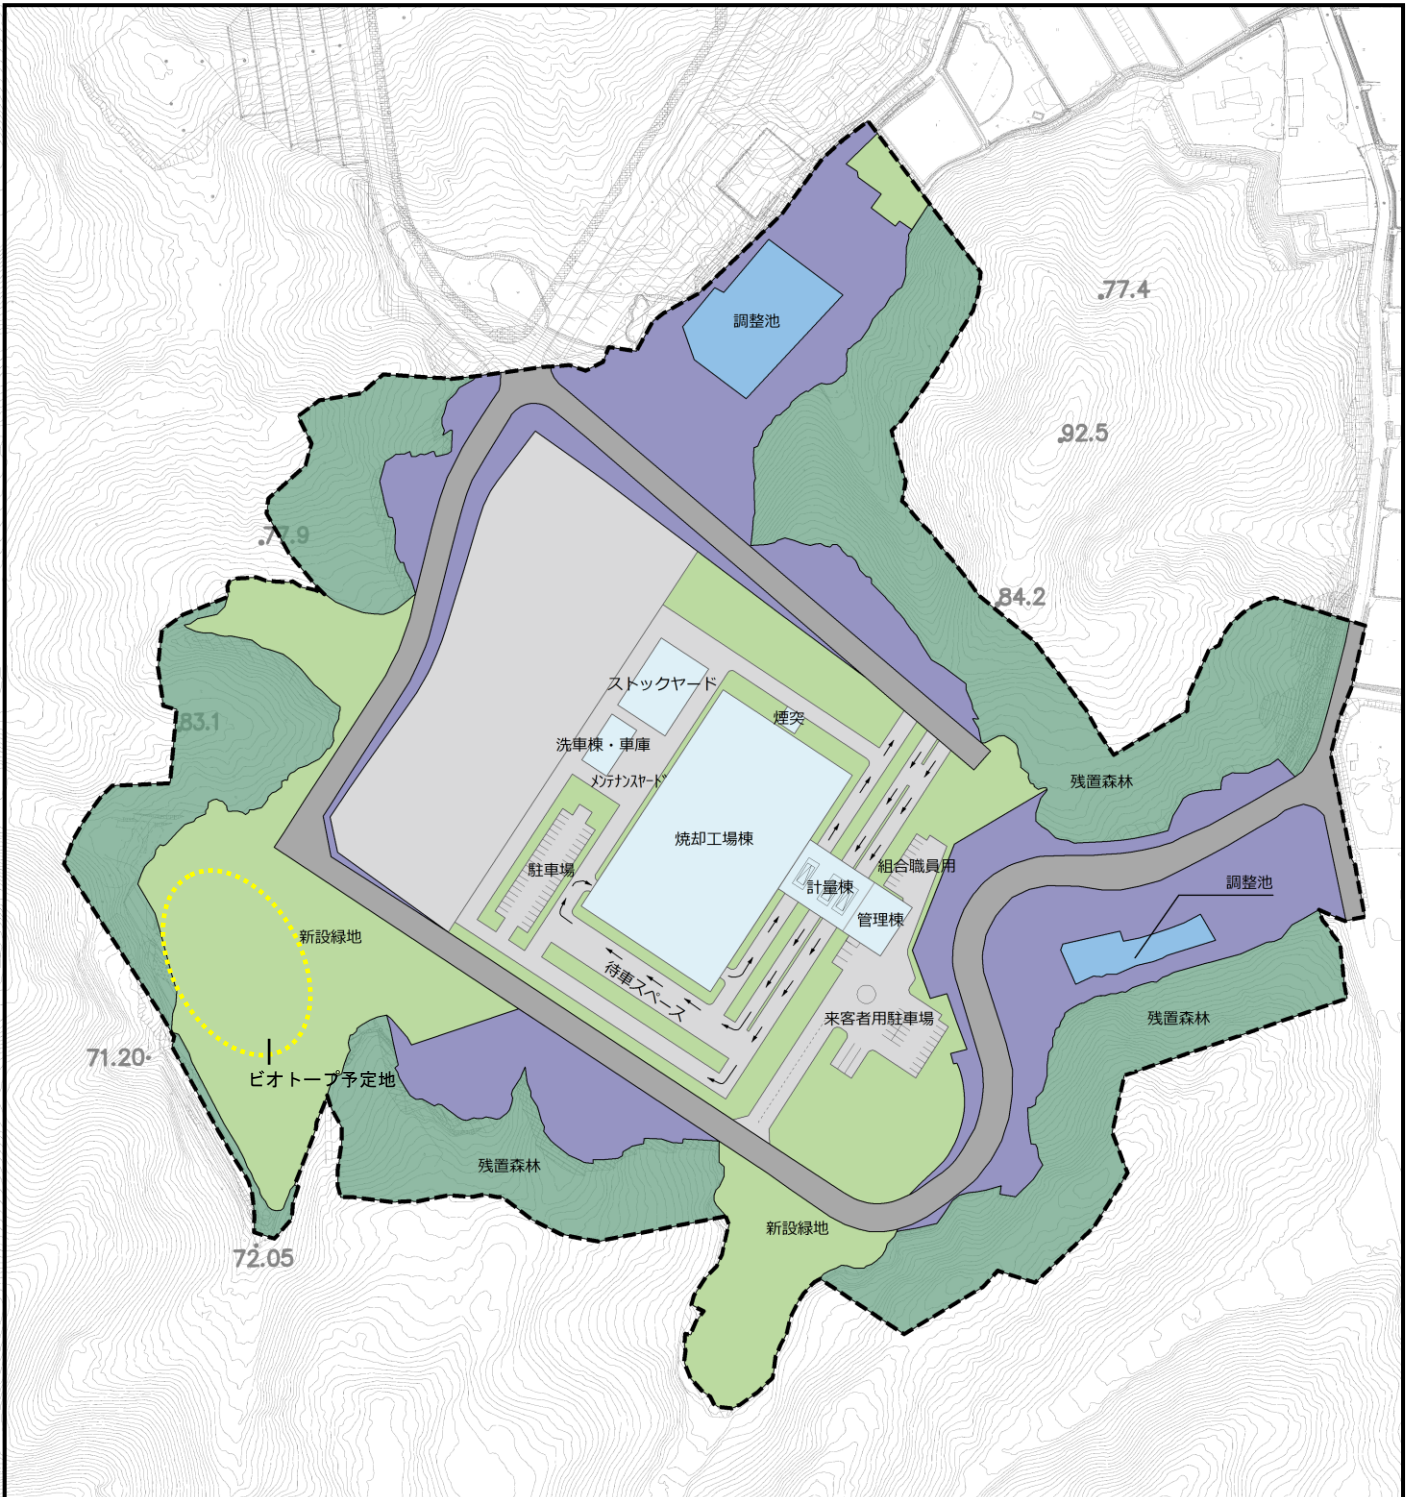 77.4
調整池
92.5
77.9
84.2
ストックヤード
83.1
煙突
洗車棟・車庫
メンテナンスヤード
残置森林
焼却工場棟
組合職員用
駐車場
計量棟
調整池
管理棟
新設緑地
待車スペース
来客者用駐車場
残置森林
71.20
ビオトープ予定地
残置森林
新設緑地
72.05